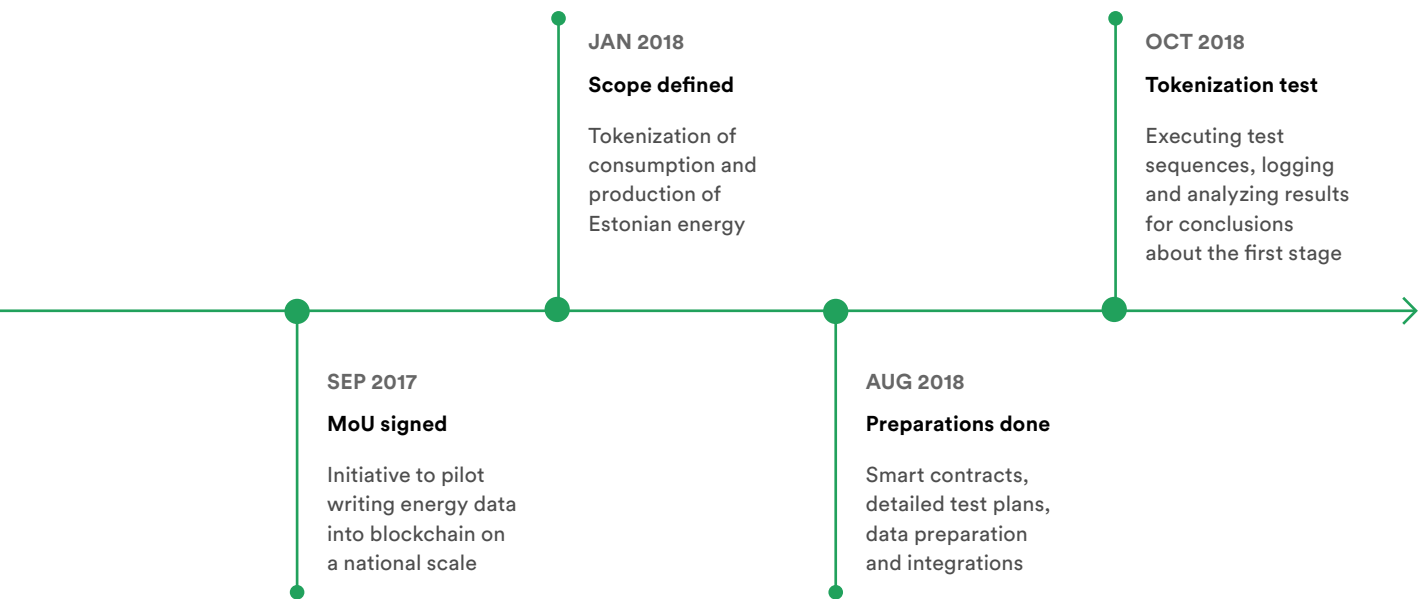 JAN 2018
Scope defined
Tokenization of
consumption and
production of
Estonian energy
OCT 2018
Tokenization test
Executing test
sequences, logging
and analyzing results
for conclusions
about the first stage
SEP 2017
MoU signed
Initiative to pilot
writing energy data
into blockchain on
a national scale
AUG 2018
Preparations done
Smart contracts,
detailed test plans,
data preparation
and integrations